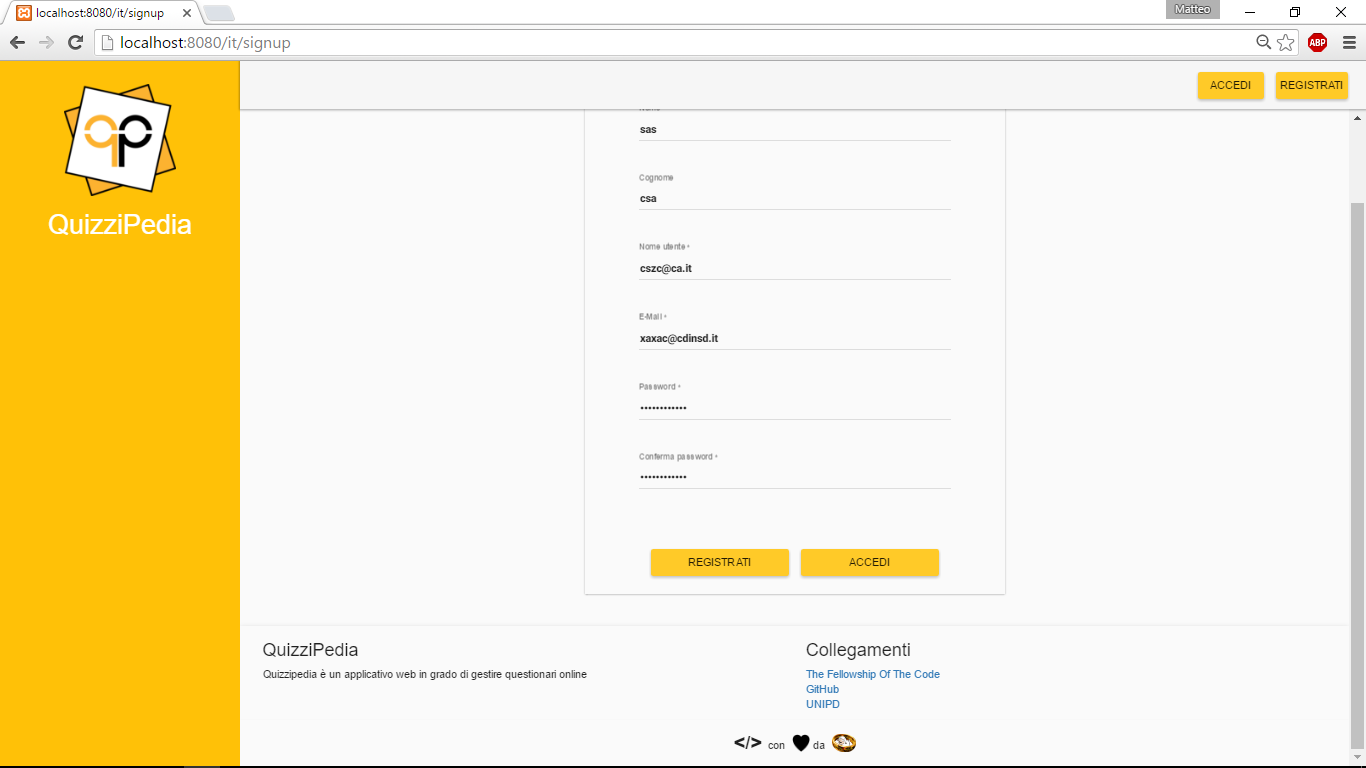 localhost:8080/it/signup
Matteo
localhost:8080/it/signup
ABP
ACCEDI
REGISTRATI
qp
QuizziPedia
Nome
sas
Cognome
csa
Nome utente *
cszc@ca.it
E-Mail *
xaxac@cdinsd.it
Password *
••••••••••••
Conferma password *
••••••••••••
REGISTRATI
ACCEDI
QuizziPedia
Quizzipedia è un applicativo web in grado di gestire questionari online
Collegamenti
The Fellowship Of The Code
GitHub
UNIPD
</> con da